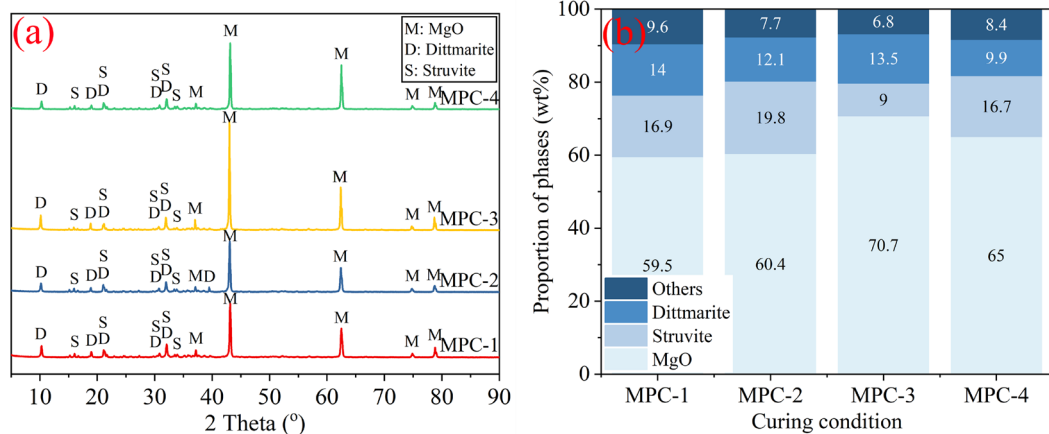 (a)
M: MgO
D: Dittmarite
S: Struvite
M
M
D S D S D S D S D S M M M
MPC-4
M
M
D S D S D S D S D S M M M
MPC-3
M
M
D S D S D S D S D S M D M M
MPC-2
M
M
D S D S D S D S D S M M M
MPC-1
10 20 30 40 50 60 70 80 90
2 Theta (o)
(b)
100
80
60
40
20
0
Proportion of phases (wt%)
9.6 7.7 6.8 8.4
14 12.1 13.5 9.9
16.9 19.8 9 16.7
59.5 60.4 70.7 65
Others
Dittmarite
Struvite
MgO
MPC-1 MPC-2 MPC-3 MPC-4
Curing condition